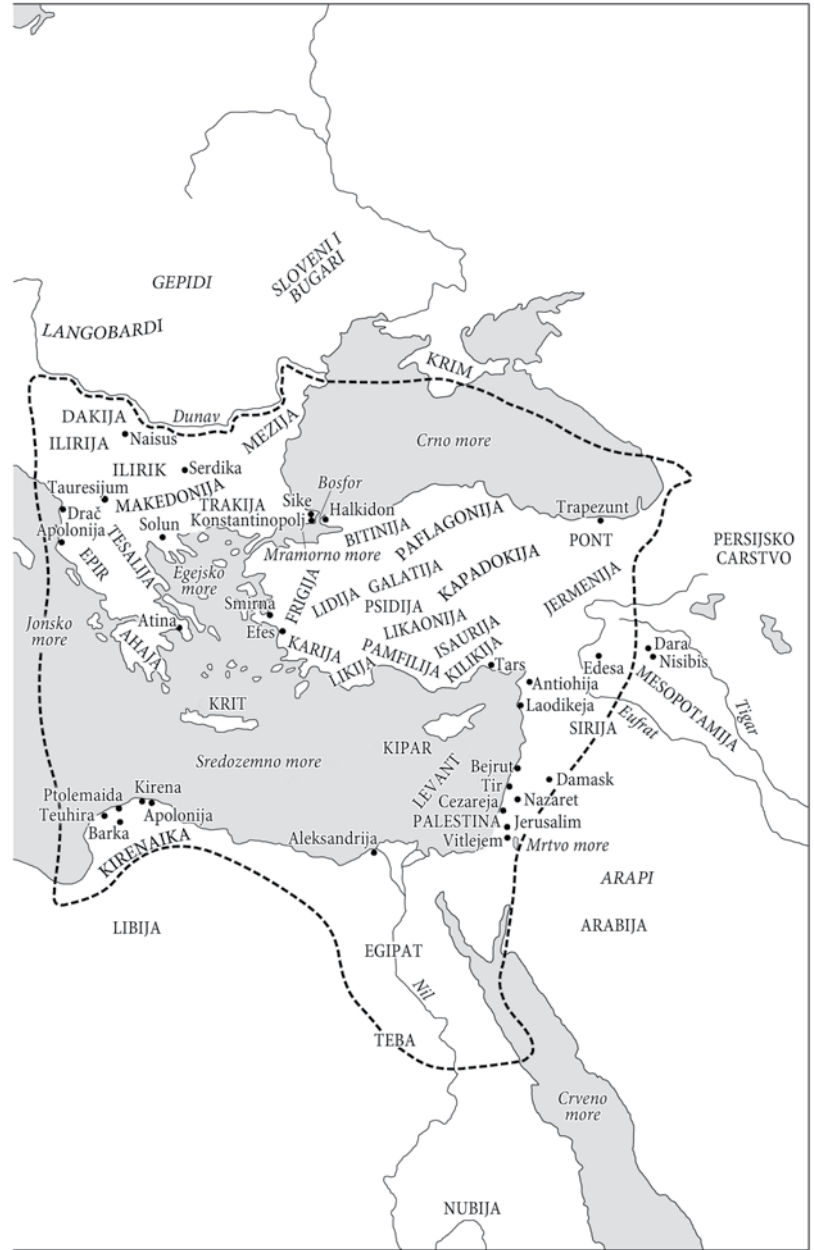 SLOVENI I
BUGARI
GEPIDI
LANGOBARDI
KRIM
DAKIJA
Dunav
MEZIJA
ILIRIJA
Naisus
Crno more
ILIRIK
Serdika
Tauresijum
MAKEDONIJA
Bosfor
Drač
TRAKIJA
Sike
Halkidon
Trapezunt
Apolonija
Solun
Konstantinopolj
BITINIJA
PAFLAGONIJA
PONT
PERSIJSKO
CARSTVO
EPIR
TESALIJA
Egejsko
more
Mramorno more
GALATIJA
KAPADOKIJA
JERMENIJA
Smirna
FRIGIJA
LIDIJA
PSIDIJA
Jonsko
more
Atina
LIKAONIJA
ISAURIJA
Dara
AHAJA
Efes
KARIJA
PAMFILIJA
KILIKIJA
Tars
Edesa
Nisibis
LIKIJA
Antiohija
MESOPOTAMIJA
KRIT
Laodikeja
SIRIJA
Eufrat
Tigar
KIPAR
Sredozemno more
LEVANT
Bejrut
Damask
Ptolemaida
Kirena
Tir
Teuhira
Apolonija
Cezareja
Nazaret
Barka
PALESTINA
Jerusalim
KIRENAIKA
Aleksandrija
Vitlejem
Mrtvo more
ARAPI
LIBIJA
ARABIJA
EGIPAT
Nil
TEBA
Crveno
more
NUBIJA